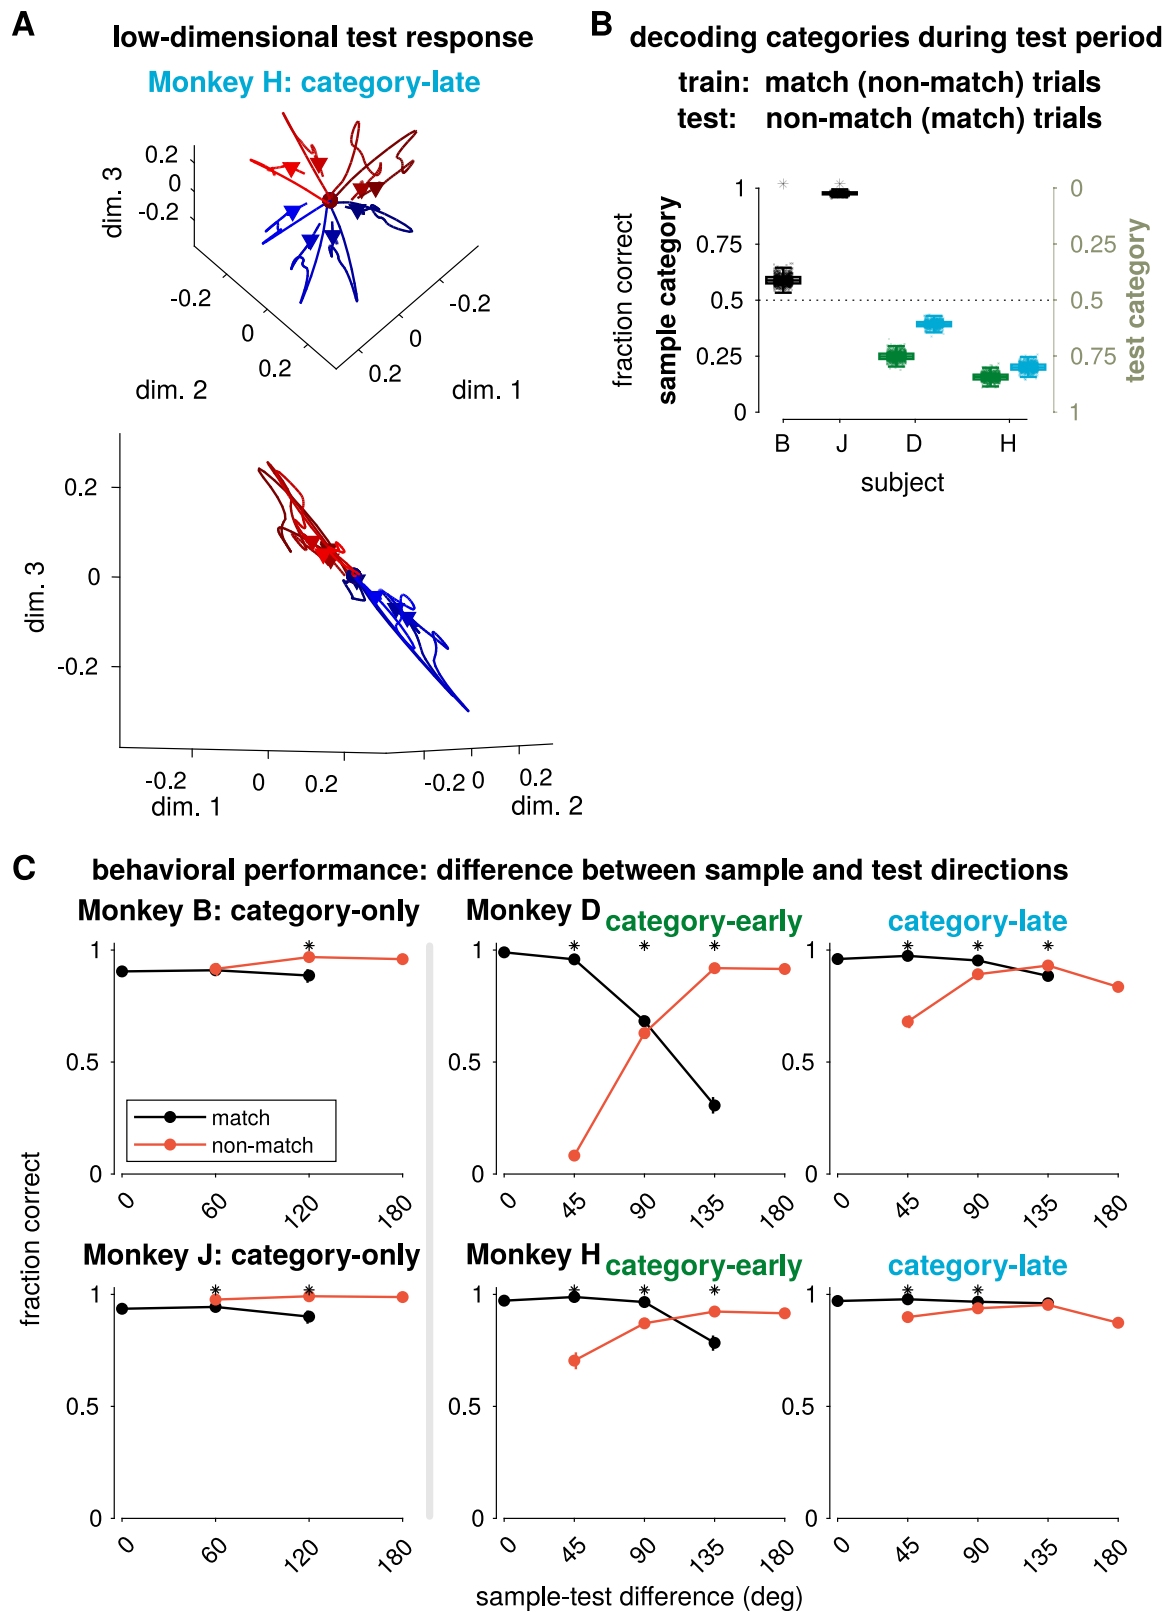 A
low-dimensional test response
Monkey H: category-late
dim. 3
0.2
0
-0.2
-0.2
0
0.2
dim. 2
-0.2
0
0.2
dim. 1
dim. 3
0.2
0
-0.2
-0.2
0
0.2
dim. 1
-0.2
0
0.2
dim. 2
B
decoding categories during test period
train: match (non-match) trials
test: non-match (match) trials
fraction correct
sample category
1
0.75
0.5
0.25
0
* *
0
0.25
0.5
0.75
1
test category
B J D H
subject
C
behavioral performance: difference between sample and test directions
Monkey B: category-only
1
0.5
0
*
match
non-match
0 60 120 180
Monkey D
category-early
1
0.5
0
* * *
0 45 90 135 180
category-late
1
0.5
0
* * *
0 45 90 135 180
fraction correct
Monkey J: category-only
1
0.5
0
* *
0 60 120 180
Monkey H
category-early
1
0.5
0
* * *
0 45 90 135 180
category-late
1
0.5
0
* *
0 45 90 135 180
sample-test difference (deg)